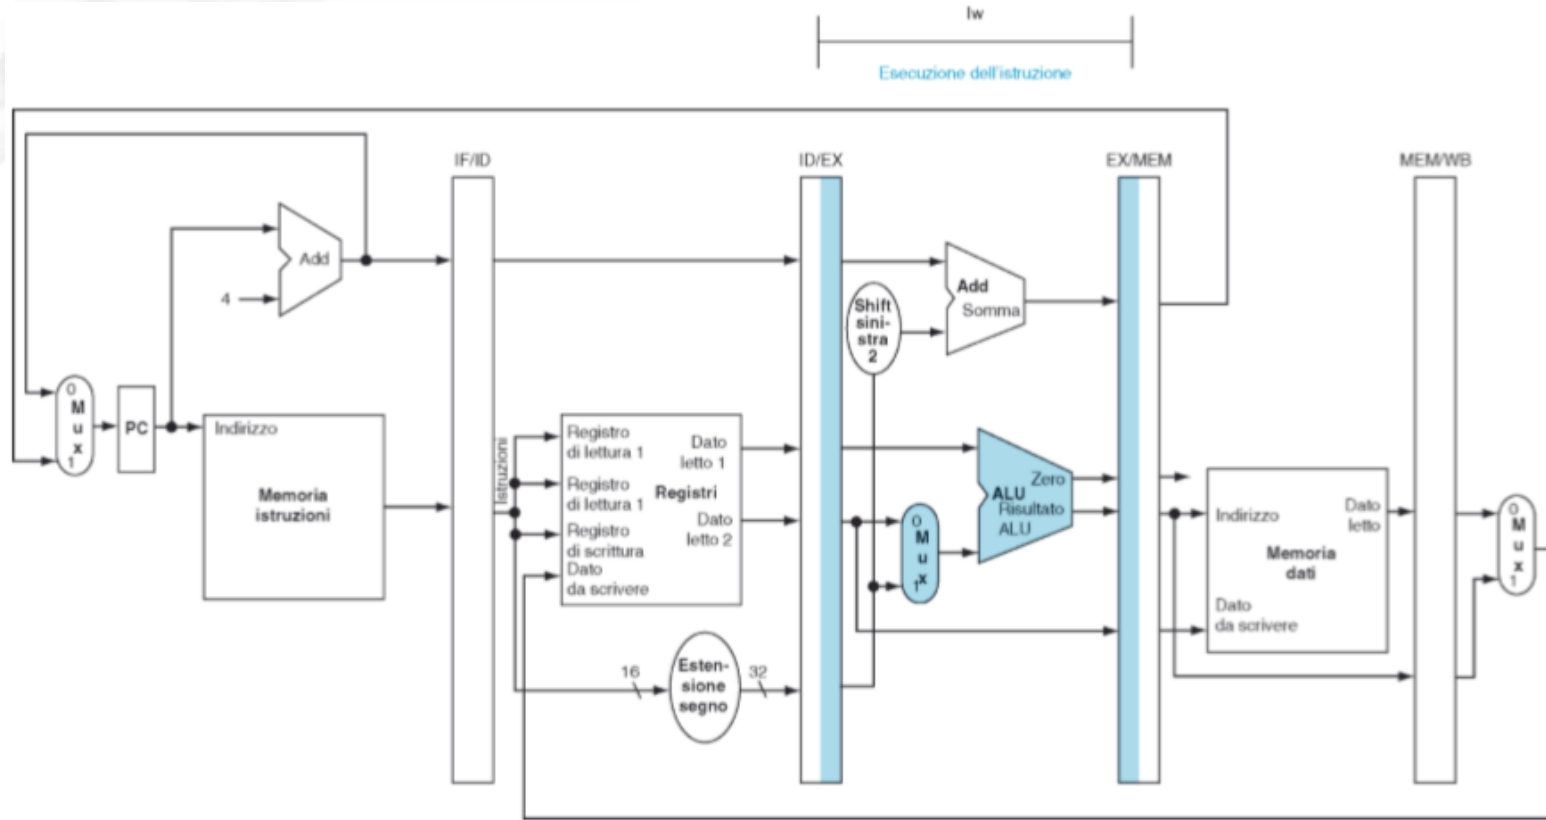 lw
Esecuzione dell'istruzione
IF/ID
ID/EX
EX/MEM
MEM/WB
Add
4
Add
Somma
Shift
sini-
stra
2
0
M
u
x
1
PC
Indirizzo
Memoria
istruzioni
istruzioni
Registro
di lettura 1
Registro
di lettura 1
Registro
di scrittura
Dato
da scrivere
Registri
Dato
letto 1
Dato
letto 2
16
Esten-
sione
segno
32
0
M
u
x
1
Zero
ALU
Risultato
ALU
Indirizzo
Dato
letto
Memoria
dati
Dato
da scrivere
0
M
u
x
1